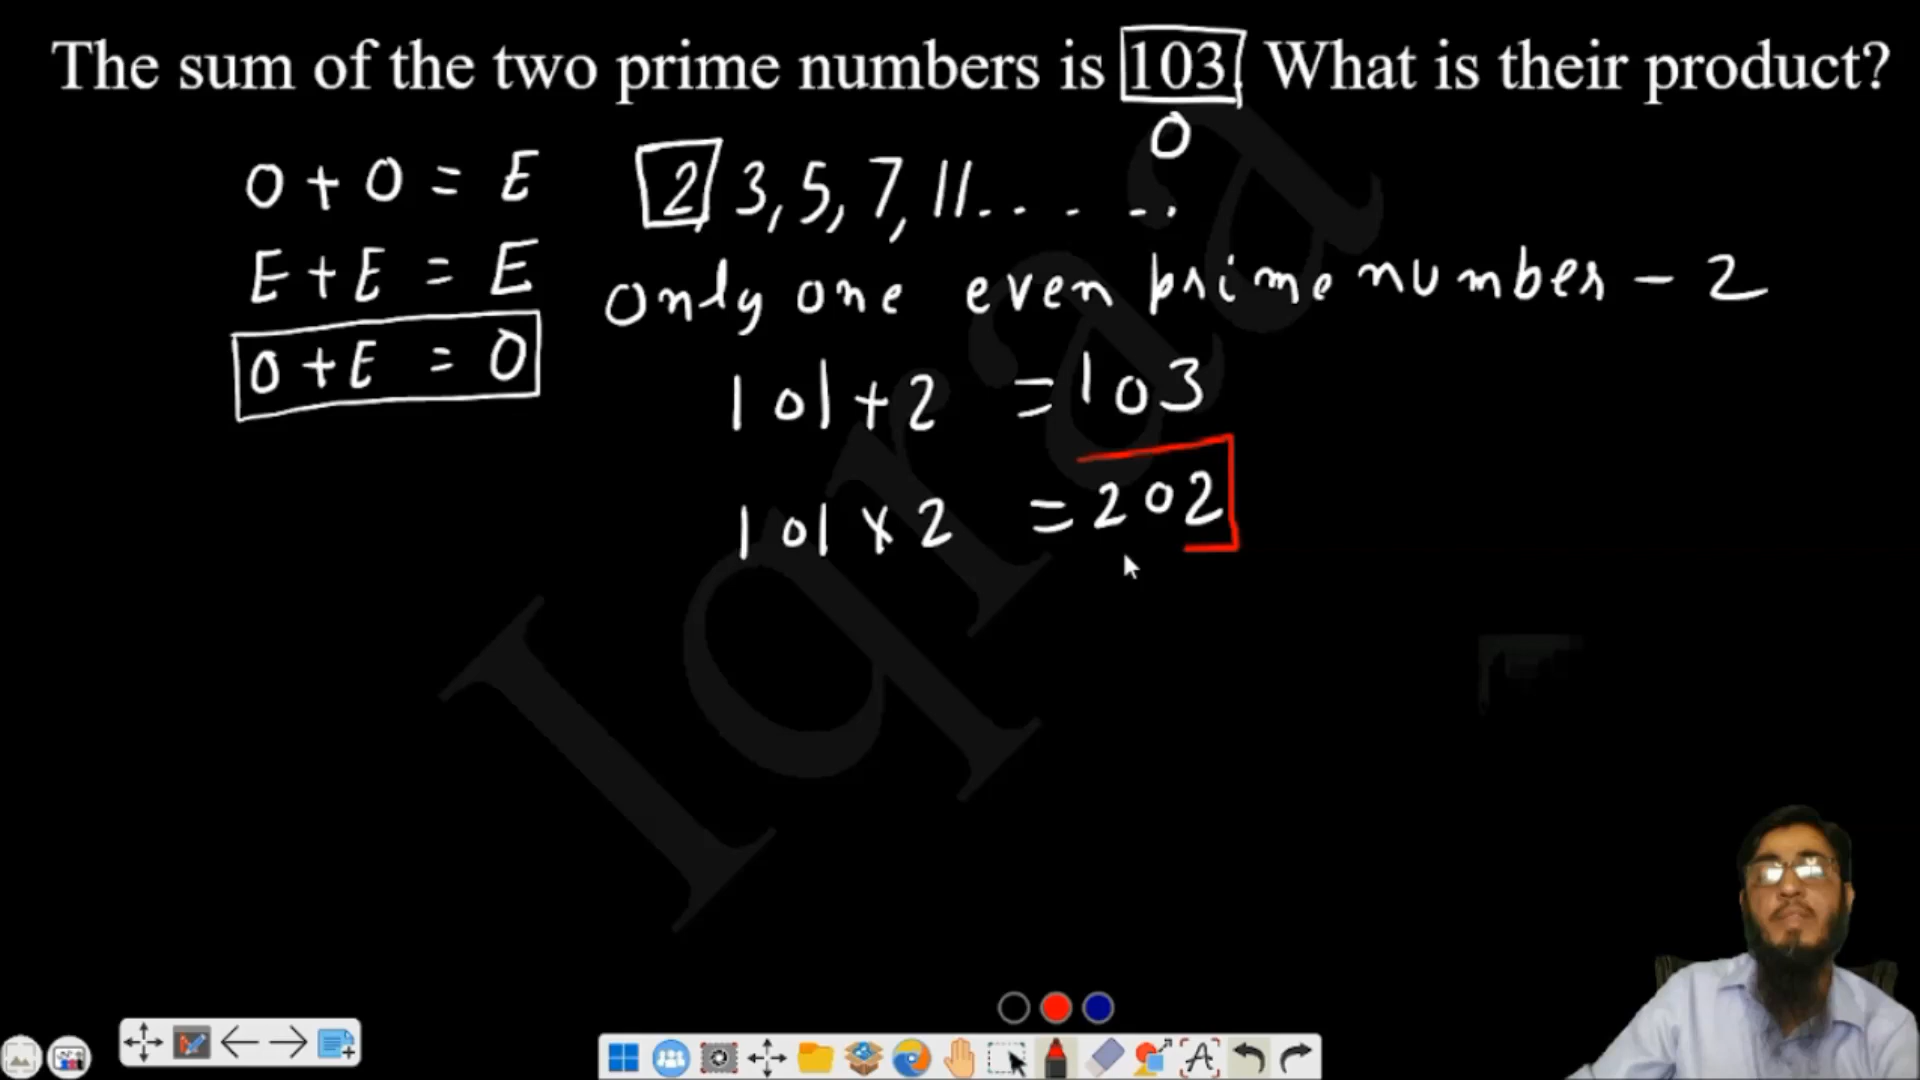 The sum of the two prime numbers is 103. What is their product?
O
O + O = E
2 3, 5, 7, 11. . . . . .
E + E = E
only one even prime number - 2
O + E = O
101 + 2 = 103
101 x 2 = 202
Iqraa